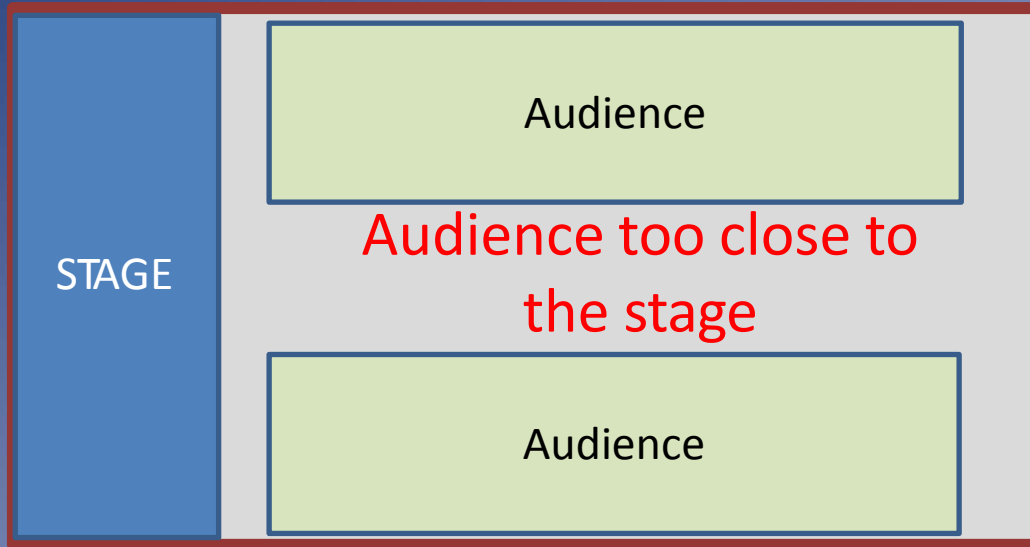 Audience
STAGE
Audience too close to
the stage
Audience